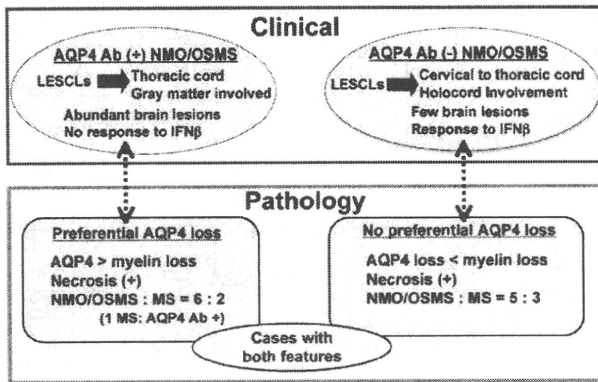 Clinical
AQP4 Ab (+) NMO/OSMS
LESCLs
Thoracic cord
Gray matter involved
Abundant brain lesions
No response to IFNβ
AQP4 Ab (-) NMO/OSMS
LESCLs
Cervical to thoracic cord
Holocord Involvement
Few brain lesions
Response to IFNβ
Pathology
Preferential AQP4 loss
AQP4 > myelin loss
Necrosis (+)
NMO/OSMS : MS = 6 : 2
(1 MS: AQP4 Ab +)
No preferential AQP4 loss
AQP4 loss < myelin loss
Necrosis (+)
NMO/OSMS : MS = 5 : 3
Cases with
both features